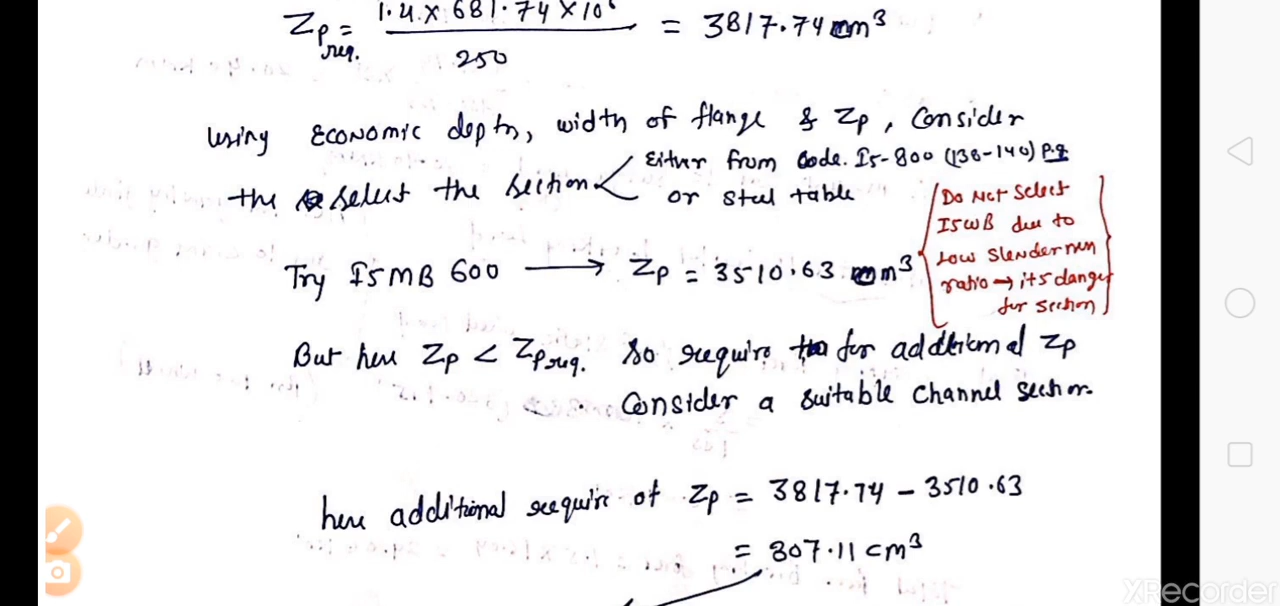 Zp req. = 1.4 x 681.74 x 10⁶ / 250 = 3817.74 cm³
using Economic depth, width of flange & Zp, Consider
the select the section < Either from Code. IS-800 (138-140) P.g
or steel table
Do Not Select
ISWB due to
Low Slenderness
ratio → its danger
for section
Try ISMB 600 → Zp = 3510.63 cm³
But here Zp < Zp req. So require for additional Zp
Consider a suitable channel section.
here additional require of Zp = 3817.74 - 3510.63
= 307.11 cm³
XRecorder